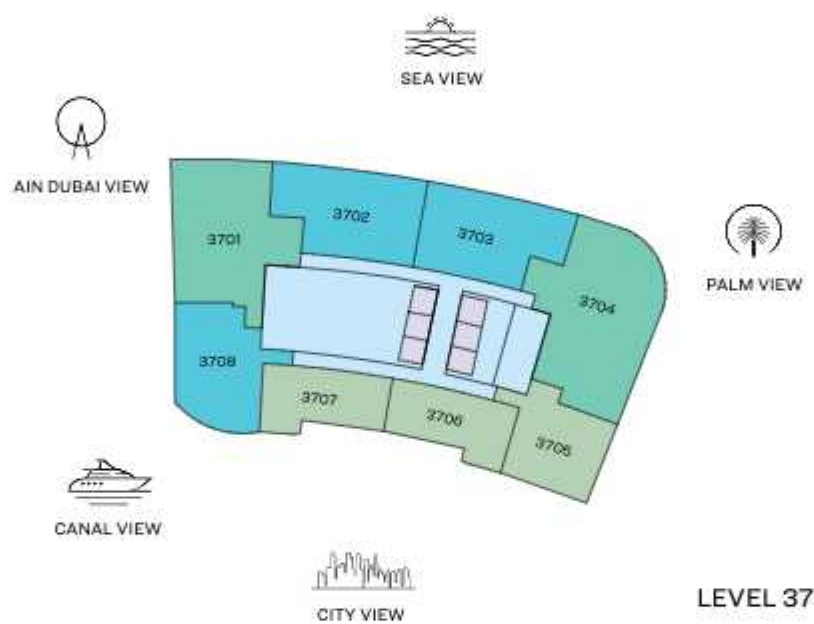 SEA VIEW
AIN DUBAI VIEW
3702
3703
3701
3704
PALM VIEW
3708
3707
3706
3705
CANAL VIEW
CITY VIEW
LEVEL 37